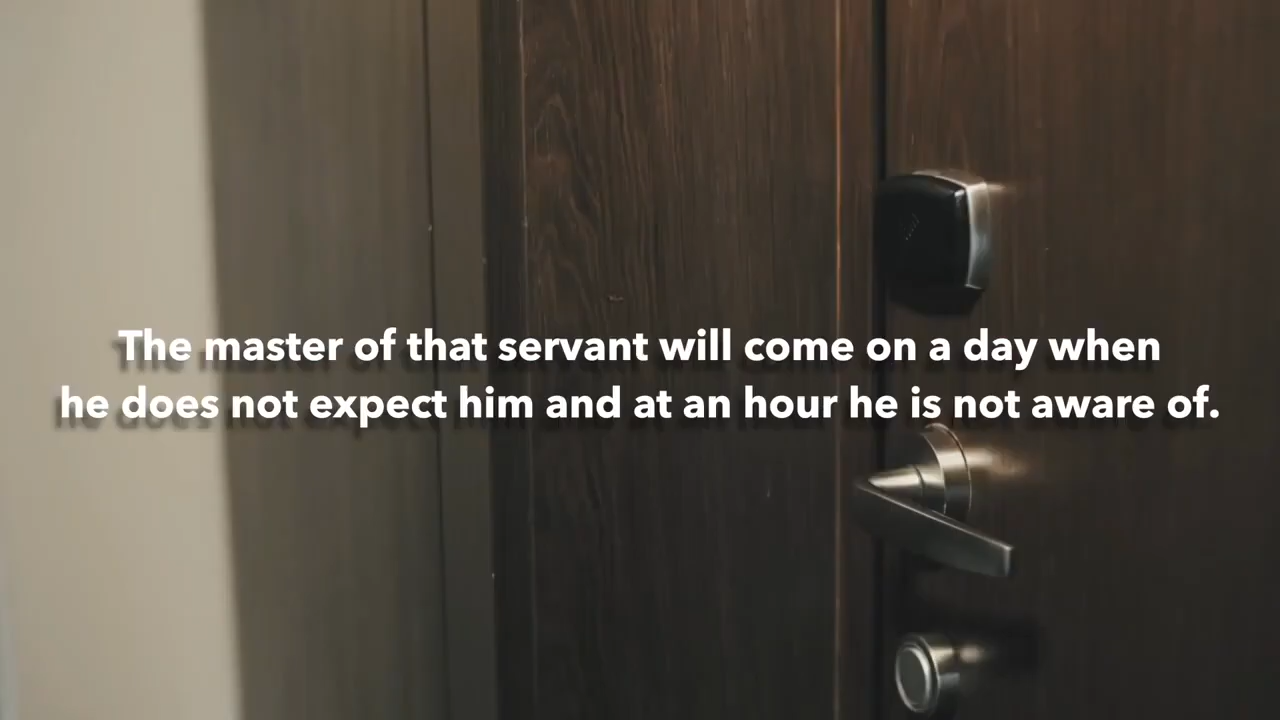 The master of that servant will come on a day when
he does not expect him and at an hour he is not aware of.